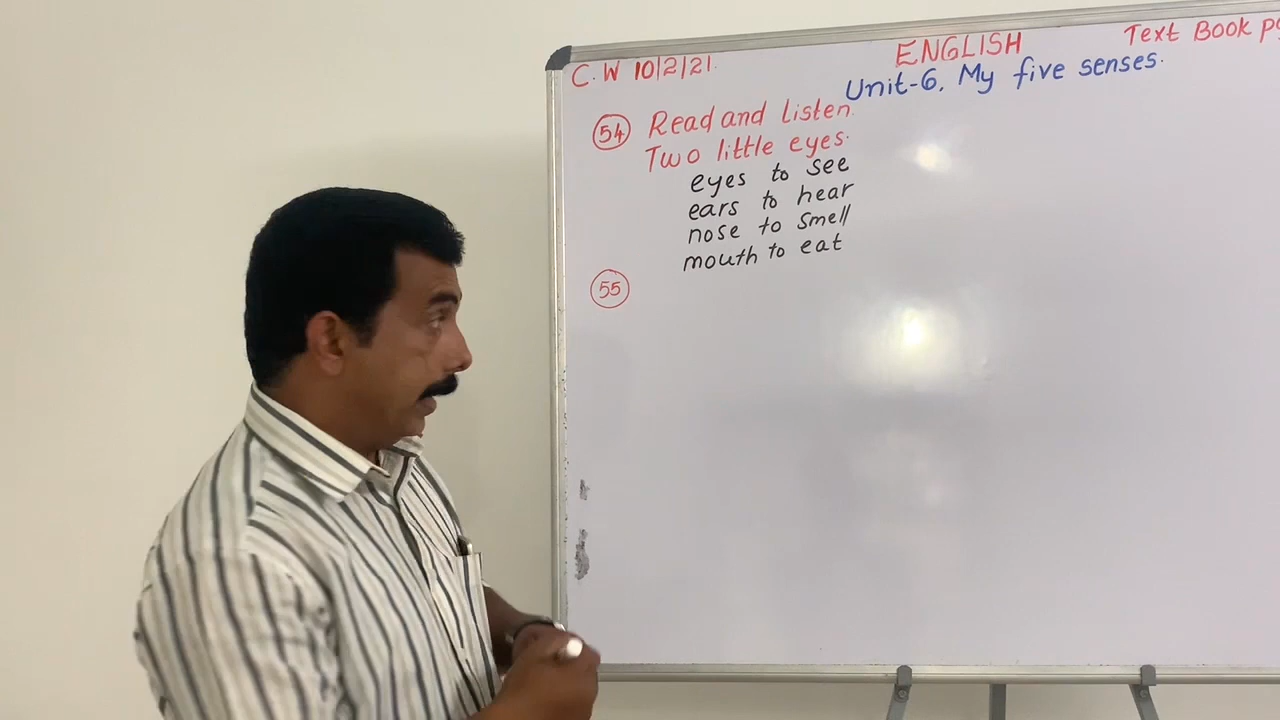 C.W 10/2/21.
ENGLISH
Text Book
Unit-6, My five senses.
54 Read and Listen.
Two little eyes.
eyes to see
ears to hear
nose to smell
mouth to eat
55